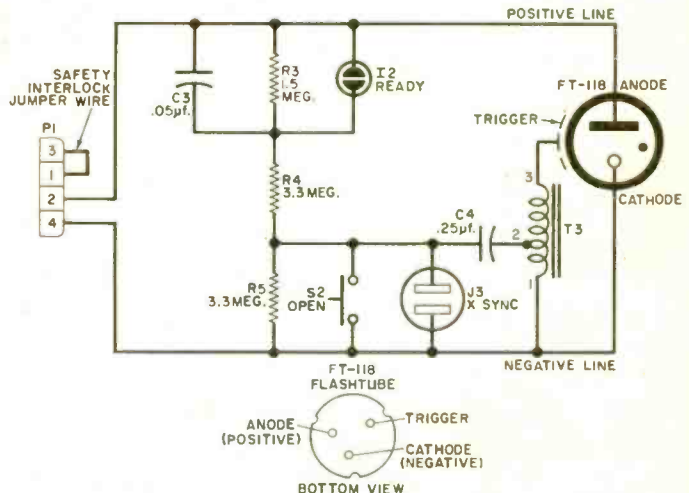 POSITIVE LINE
SAFETY
INTERLOCK
JUMPER WIRE
P1
3
1
2
4
C3
.05µf.
R3
1.5
MEG.
I2
READY
FT-118 ANODE
TRIGGER
CATHODE
R4
3.3 MEG.
C4
.25µf.
3
2
1
T3
R5
3.3MEG.
S2
OPEN
J3
X SYNC
NEGATIVE LINE
FT-118
FLASHTUBE
ANODE
(POSITIVE)
TRIGGER
CATHODE
(NEGATIVE)
BOTTOM VIEW